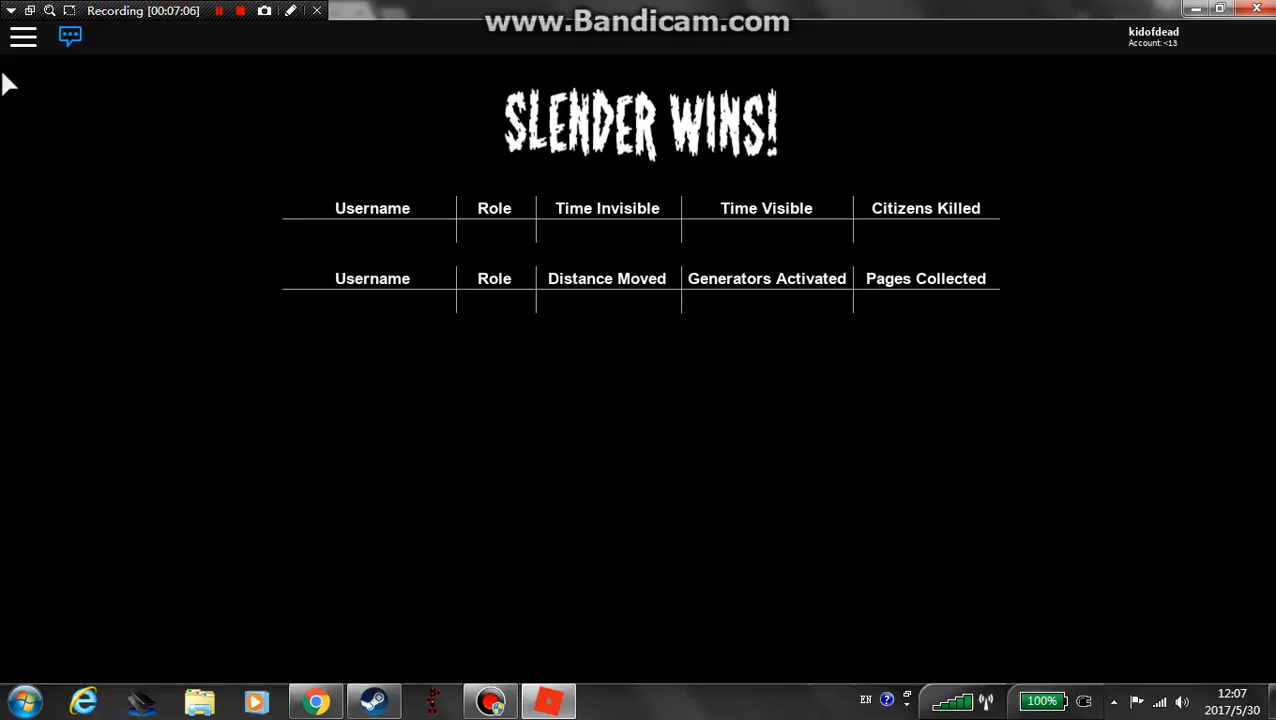 Recording [00:07:06]
www.Bandicam.com
kidofdead
Account: <13
SLENDER WINS!
Username Role Time Invisible Time Visible Citizens Killed
Username Role Distance Moved Generators Activated Pages Collected
EN 100% 12:07
2017/5/30